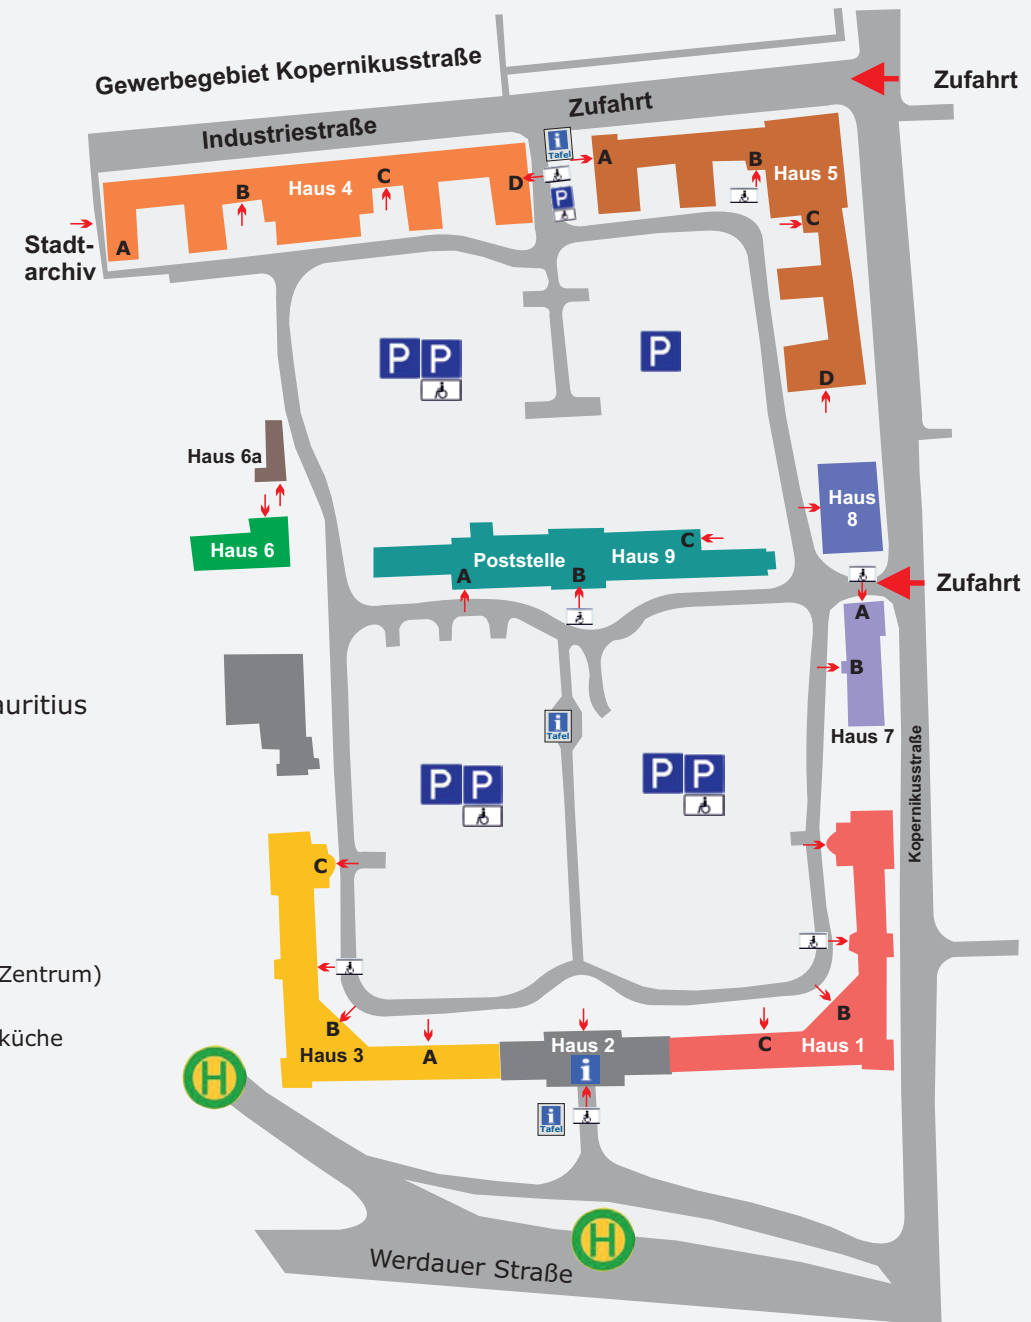 Gewerbegebiet Kopernikusstraße
Zufahrt
Zufahrt
Industriestraße
i
Tafel
A
B
Haus 5
C
D
P
Haus 4
B
C
D
A
Stadt-
archiv
P P
P
D
Haus 6a
Haus 6
Haus
8
Poststelle
Haus 9
C
A
B
Zufahrt
A
B
Haus 7
auritius
i
Tafel
P P
P P
Kopernikusstraße
C
Zentrum)
küche
B
Haus 3
A
Haus 2
i
C
Haus 1
B
H
i
Tafel
H
Werdauer Straße